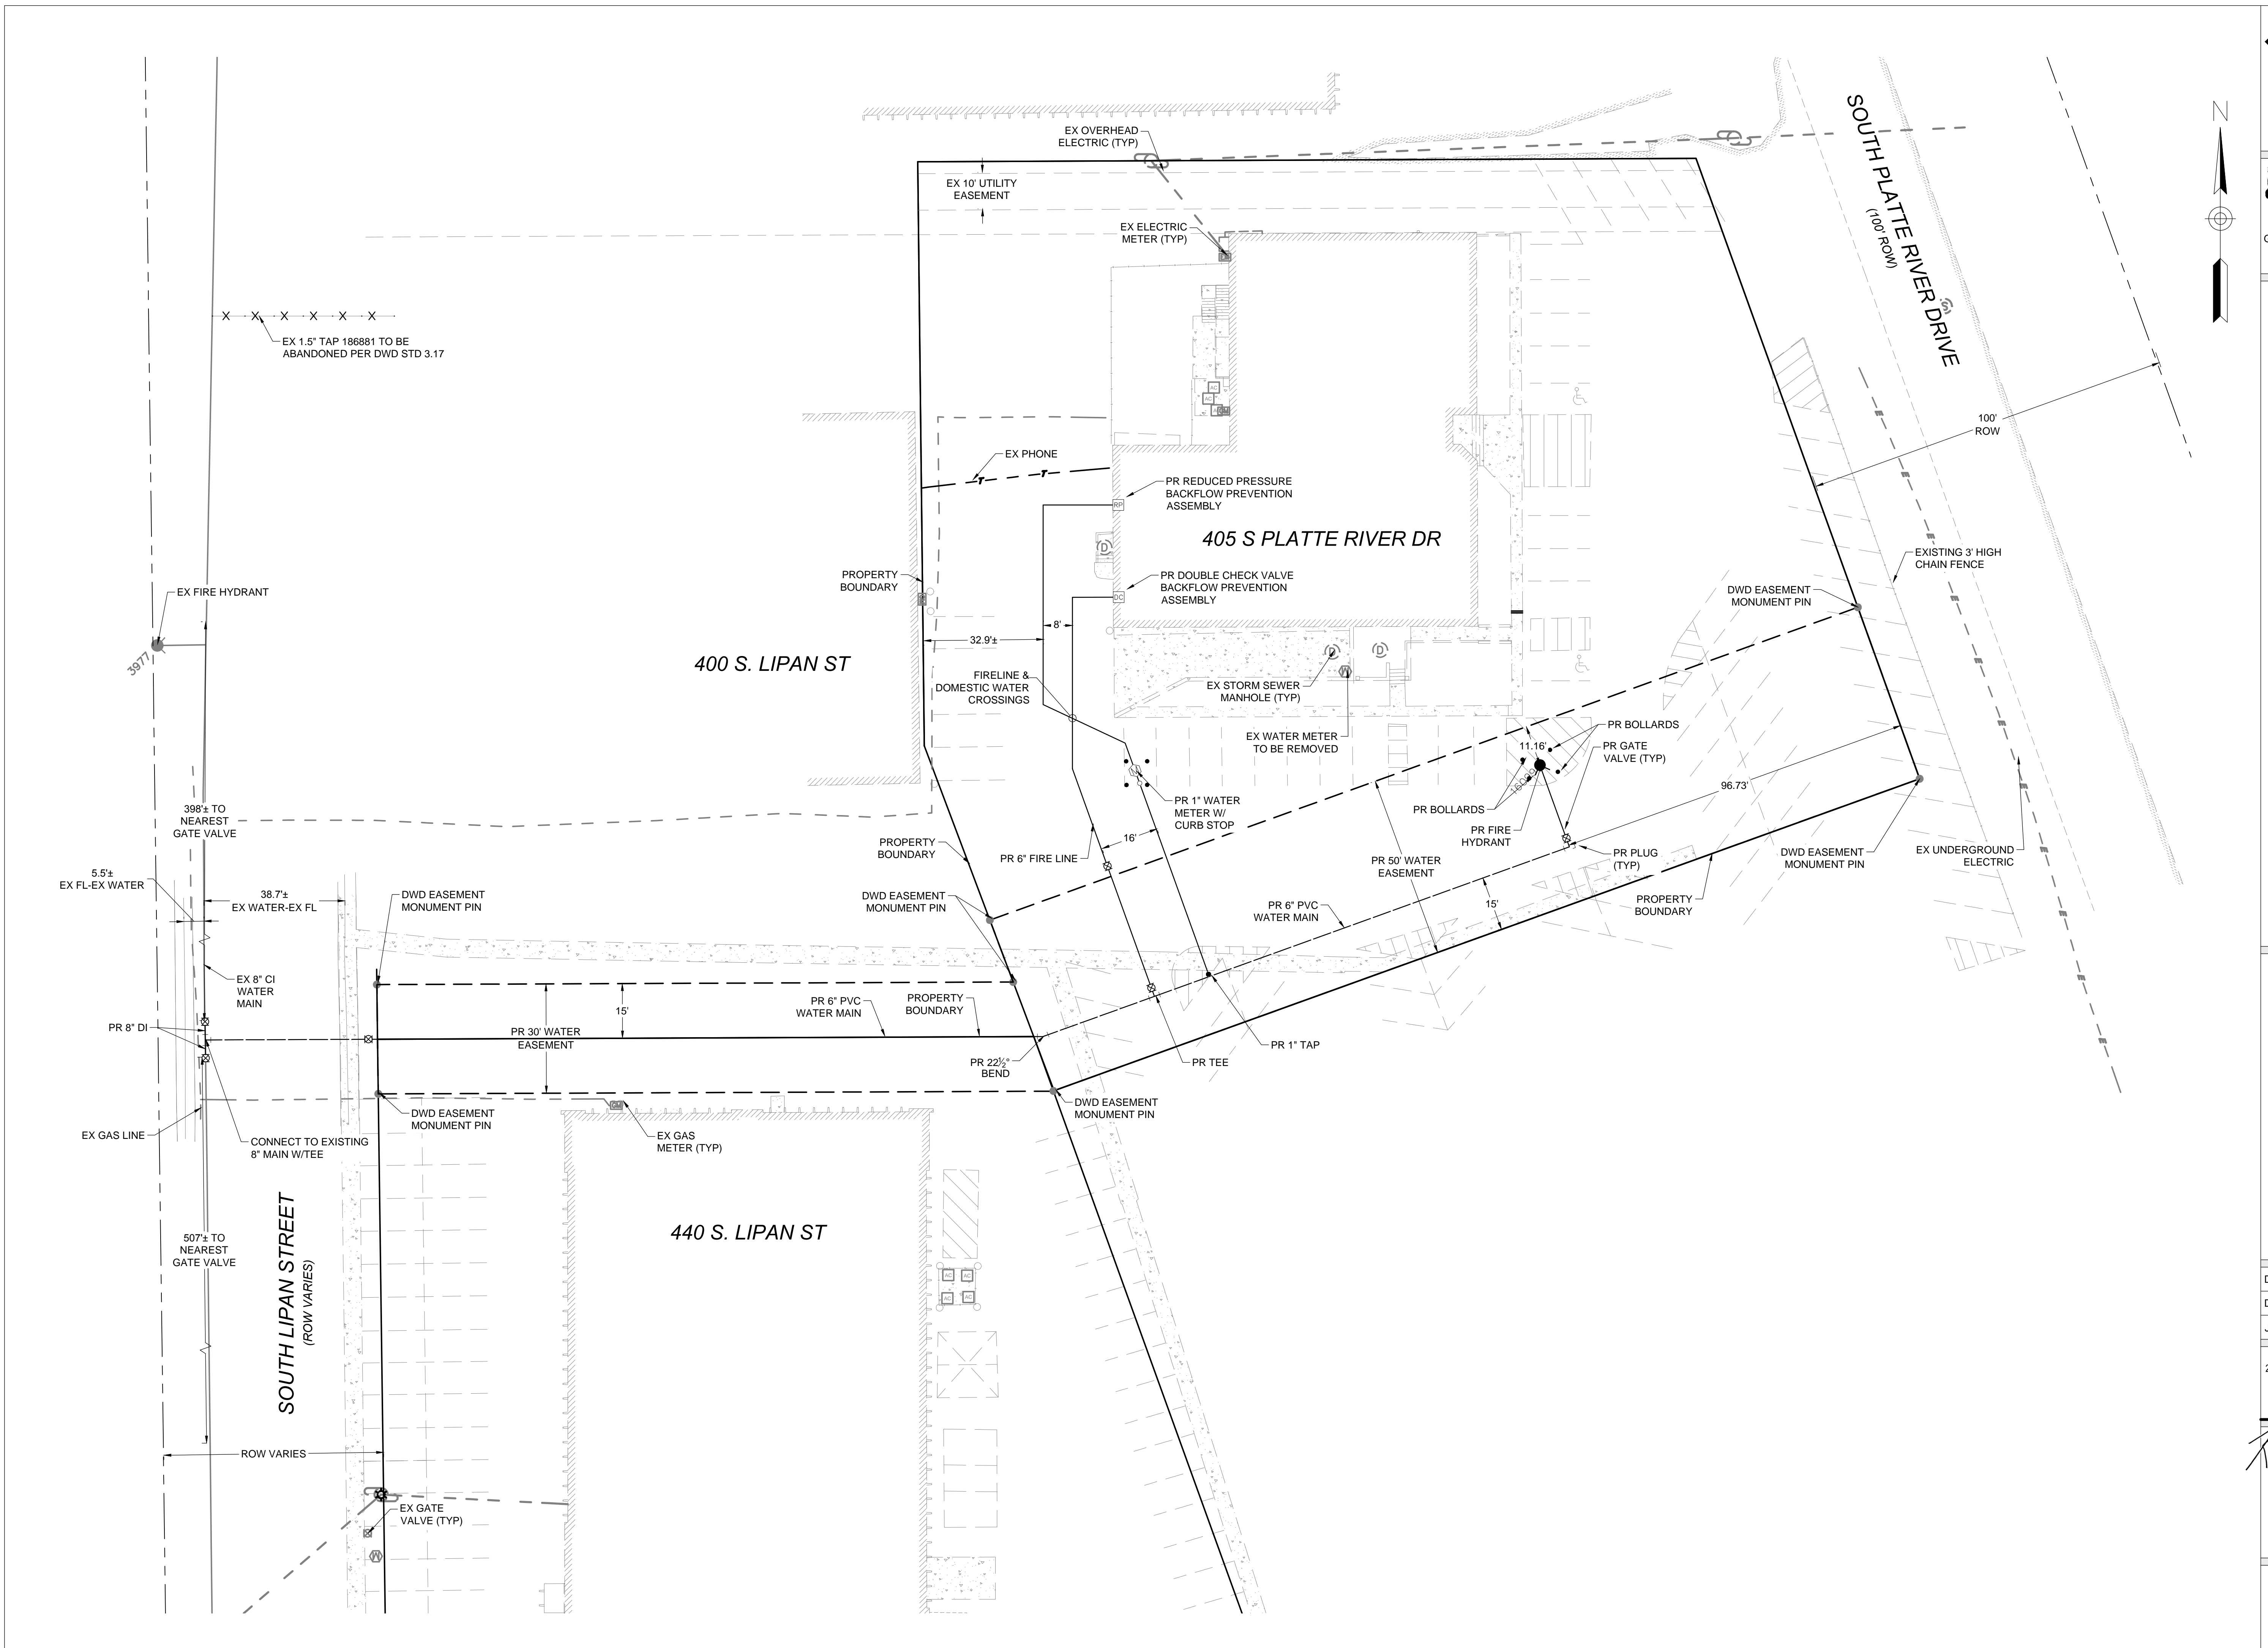 EX OVERHEAD
ELECTRIC (TYP)
SOUTH PLATTE RIVER DRIVE
(100' ROW)
N
EX 10' UTILITY
EASEMENT
EX ELECTRIC
METER (TYP)
EX 1.5" TAP 186881 TO BE
ABANDONED PER DWD STD 3.17
AC
AC
100'
ROW
EX PHONE
T
T
PR REDUCED PRESSURE
BACKFLOW PREVENTION
ASSEMBLY
RP
405 S PLATTE RIVER DR
D
EXISTING 3' HIGH
CHAIN FENCE
PROPERTY
BOUNDARY
PR DOUBLE CHECK VALVE
BACKFLOW PREVENTION
ASSEMBLY
DC
EX FIRE HYDRANT
3977
DWD EASEMENT
MONUMENT PIN
8'
32.9'±
400 S. LIPAN ST
D
D
FIRELINE &
DOMESTIC WATER
CROSSINGS
EX STORM SEWER
MANHOLE (TYP)
EX WATER METER
TO BE REMOVED
PR BOLLARDS
11.16'
PR GATE
VALVE (TYP)
96.73'
PR 1" WATER
METER W/
CURB STOP
PR BOLLARDS
PR FIRE
HYDRANT
398'± TO
NEAREST
GATE VALVE
16'
PROPERTY
BOUNDARY
PR 6" FIRE LINE
PR 50' WATER
EASEMENT
PR PLUG
(TYP)
DWD EASEMENT
MONUMENT PIN
EX UNDERGROUND
ELECTRIC
5.5'±
EX FL-EX WATER
38.7'±
EX WATER-EX FL
DWD EASEMENT
MONUMENT PIN
DWD EASEMENT
MONUMENT PIN
PR 6" PVC
WATER MAIN
15'
PROPERTY
BOUNDARY
EX 8" CI
WATER
MAIN
PR 8" DI
15'
PR 6" PVC
WATER MAIN
PROPERTY
BOUNDARY
PR 30' WATER
EASEMENT
PR 22½°
BEND
PR TEE
PR 1" TAP
DWD EASEMENT
MONUMENT PIN
DWD EASEMENT
MONUMENT PIN
EX GAS LINE
CONNECT TO EXISTING
8" MAIN W/TEE
EX GAS
METER (TYP)
440 S. LIPAN ST
SOUTH LIPAN STREET
(ROW VARIES)
507'± TO
NEAREST
GATE VALVE
AC
AC
AC
AC
ROW VARIES
EX GATE
VALVE (TYP)